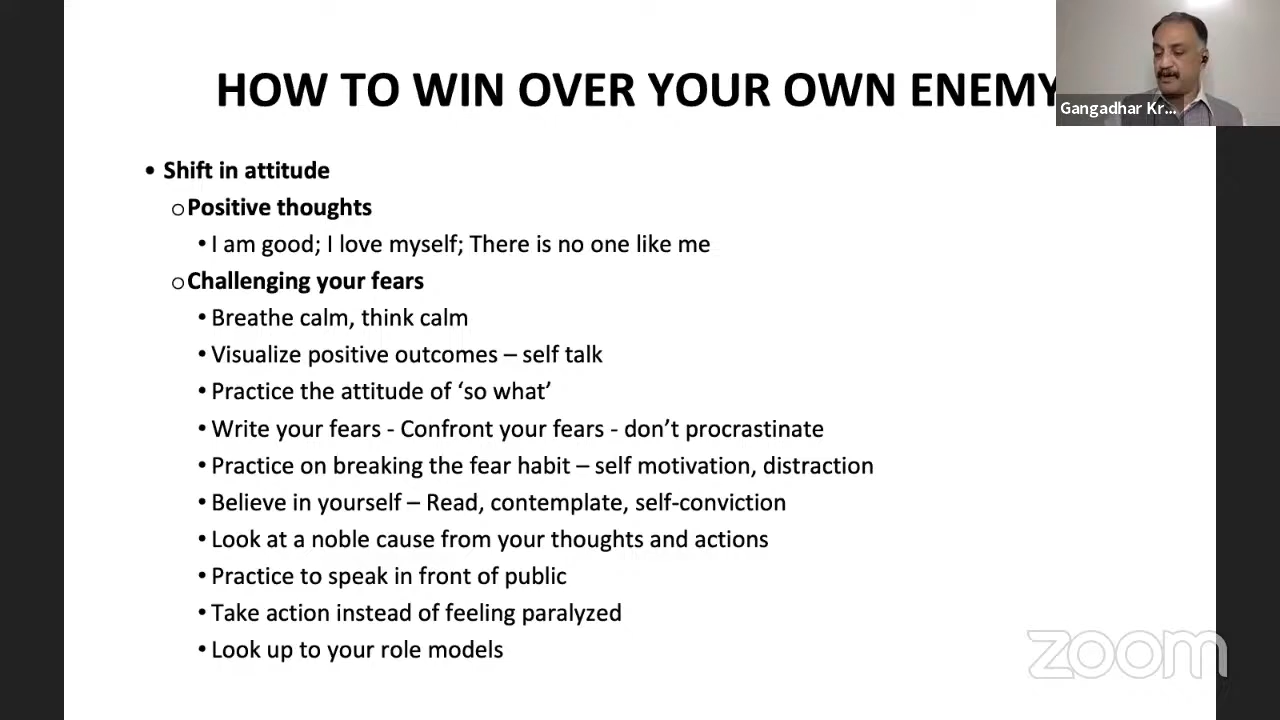 HOW TO WIN OVER YOUR OWN ENEMY
Gangadhar Kr...
• Shift in attitude
o Positive thoughts
• I am good; I love myself; There is no one like me
o Challenging your fears
• Breathe calm, think calm
• Visualize positive outcomes – self talk
• Practice the attitude of ‘so what’
• Write your fears - Confront your fears - don’t procrastinate
• Practice on breaking the fear habit – self motivation, distraction
• Believe in yourself – Read, contemplate, self-conviction
• Look at a noble cause from your thoughts and actions
• Practice to speak in front of public
• Take action instead of feeling paralyzed
• Look up to your role models
zoom